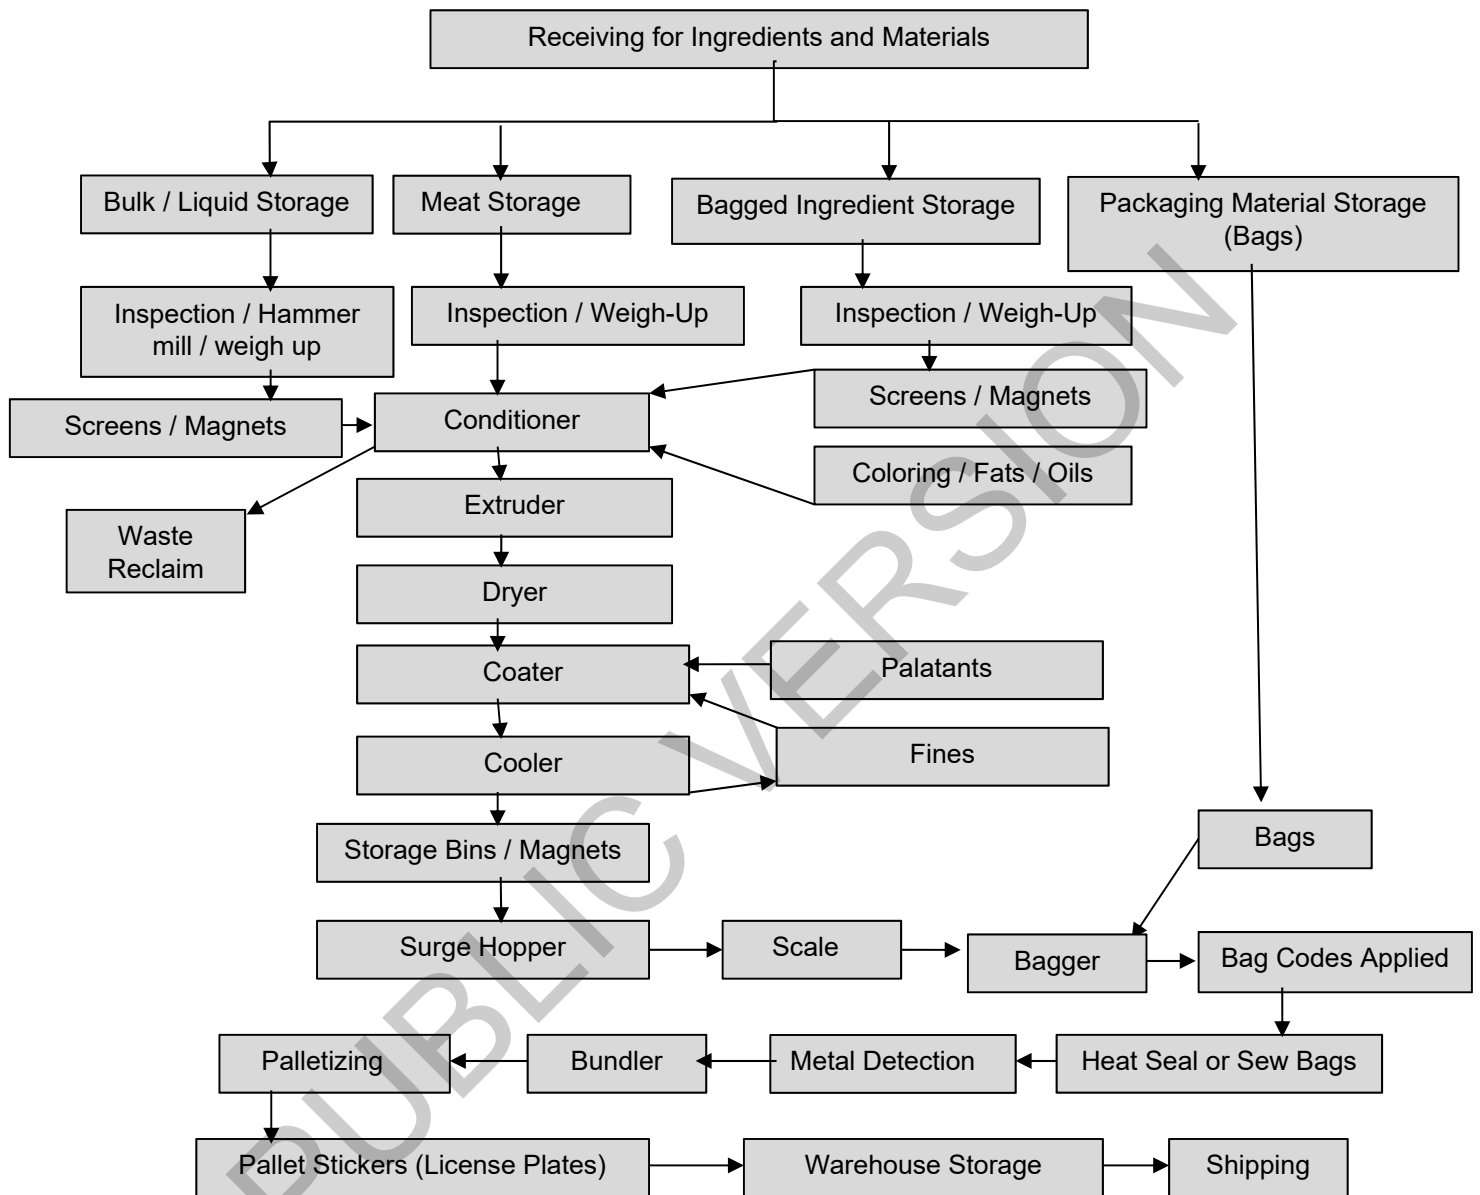 Receiving for Ingredients and Materials
Bulk / Liquid Storage
Meat Storage
Bagged Ingredient Storage
Packaging Material Storage
(Bags)
Inspection / Hammer
mill / weigh up
Inspection / Weigh-Up
Inspection / Weigh-Up
Screens / Magnets
Conditioner
Screens / Magnets
Coloring / Fats / Oils
Waste
Reclaim
Extruder
Dryer
Coater
Palatants
Cooler
Fines
Storage Bins / Magnets
Bags
Surge Hopper
Scale
Bagger
Bag Codes Applied
Palletizing
Bundler
Metal Detection
Heat Seal or Sew Bags
Pallet Stickers (License Plates)
Warehouse Storage
Shipping
PUBLIC VERSION